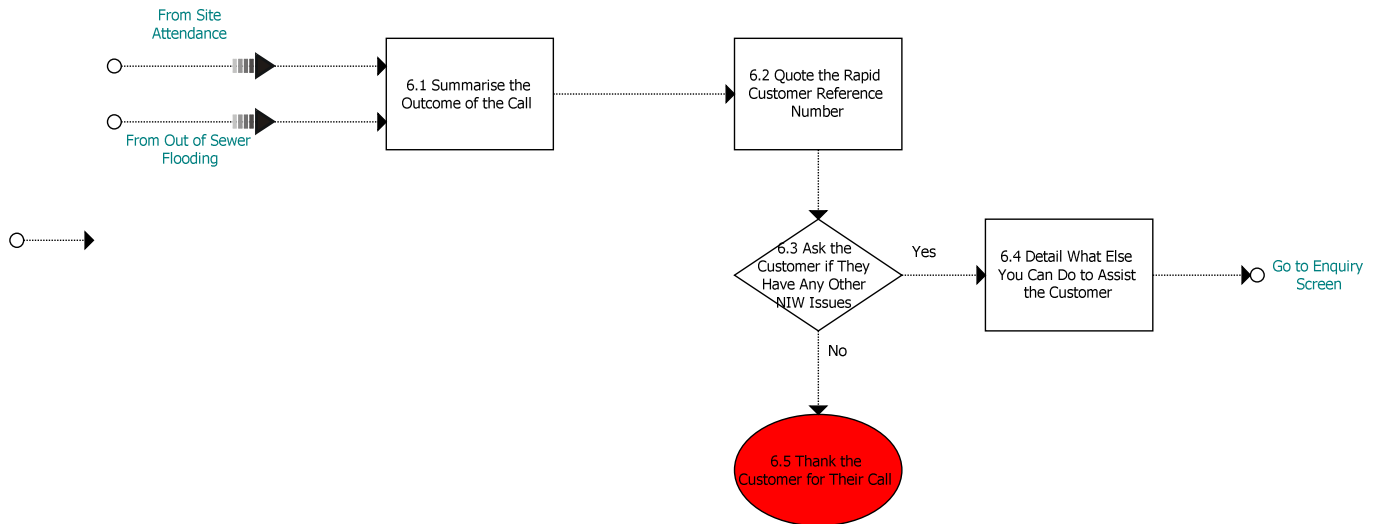 From Site
Attendance
6.1 Summarise the
Outcome of the Call
6.2 Quote the Rapid
Customer Reference
Number
From Out of Sewer
Flooding
6.3 Ask the
Customer if They
Have Any Other
NIW Issues
Yes
6.4 Detail What Else
You Can Do to Assist
the Customer
Go to Enquiry
Screen
No
6.5 Thank the
Customer for Their Call